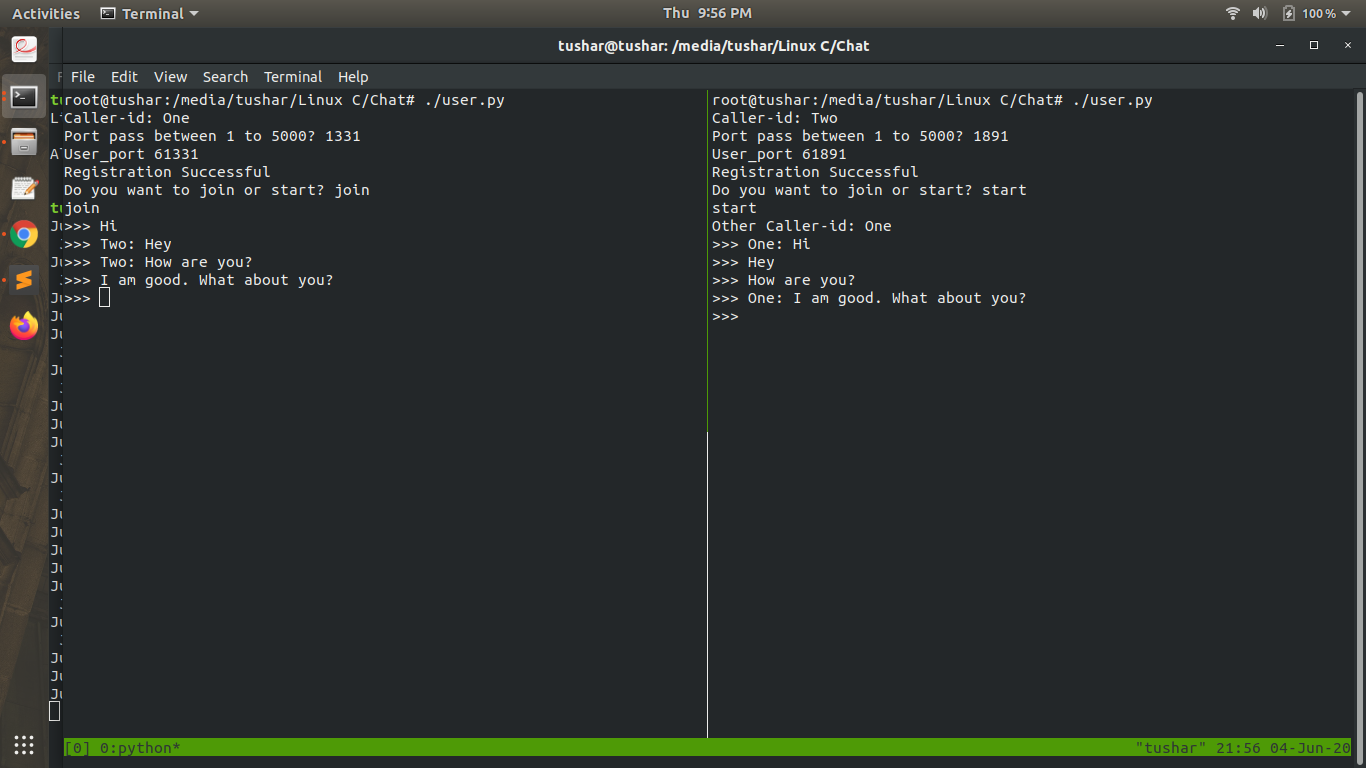 Activities Terminal Thu 9:56 PM 100%
tushar@tushar: /media/tushar/Linux C/Chat
File Edit View Search Terminal Help
root@tushar:/media/tushar/Linux C/Chat# ./user.py
Caller-id: One
Port pass between 1 to 5000? 1331
User_port 61331
Registration Successful
Do you want to join or start? join
join
>>> Hi
>>> Two: Hey
>>> Two: How are you?
>>> I am good. What about you?
>>>
root@tushar:/media/tushar/Linux C/Chat# ./user.py
Caller-id: Two
Port pass between 1 to 5000? 1891
User_port 61891
Registration Successful
Do you want to join or start? start
start
Other Caller-id: One
>>> One: Hi
>>> Hey
>>> How are you?
>>> One: I am good. What about you?
>>>
[0] 0:python* "tushar" 21:56 04-Jun-20